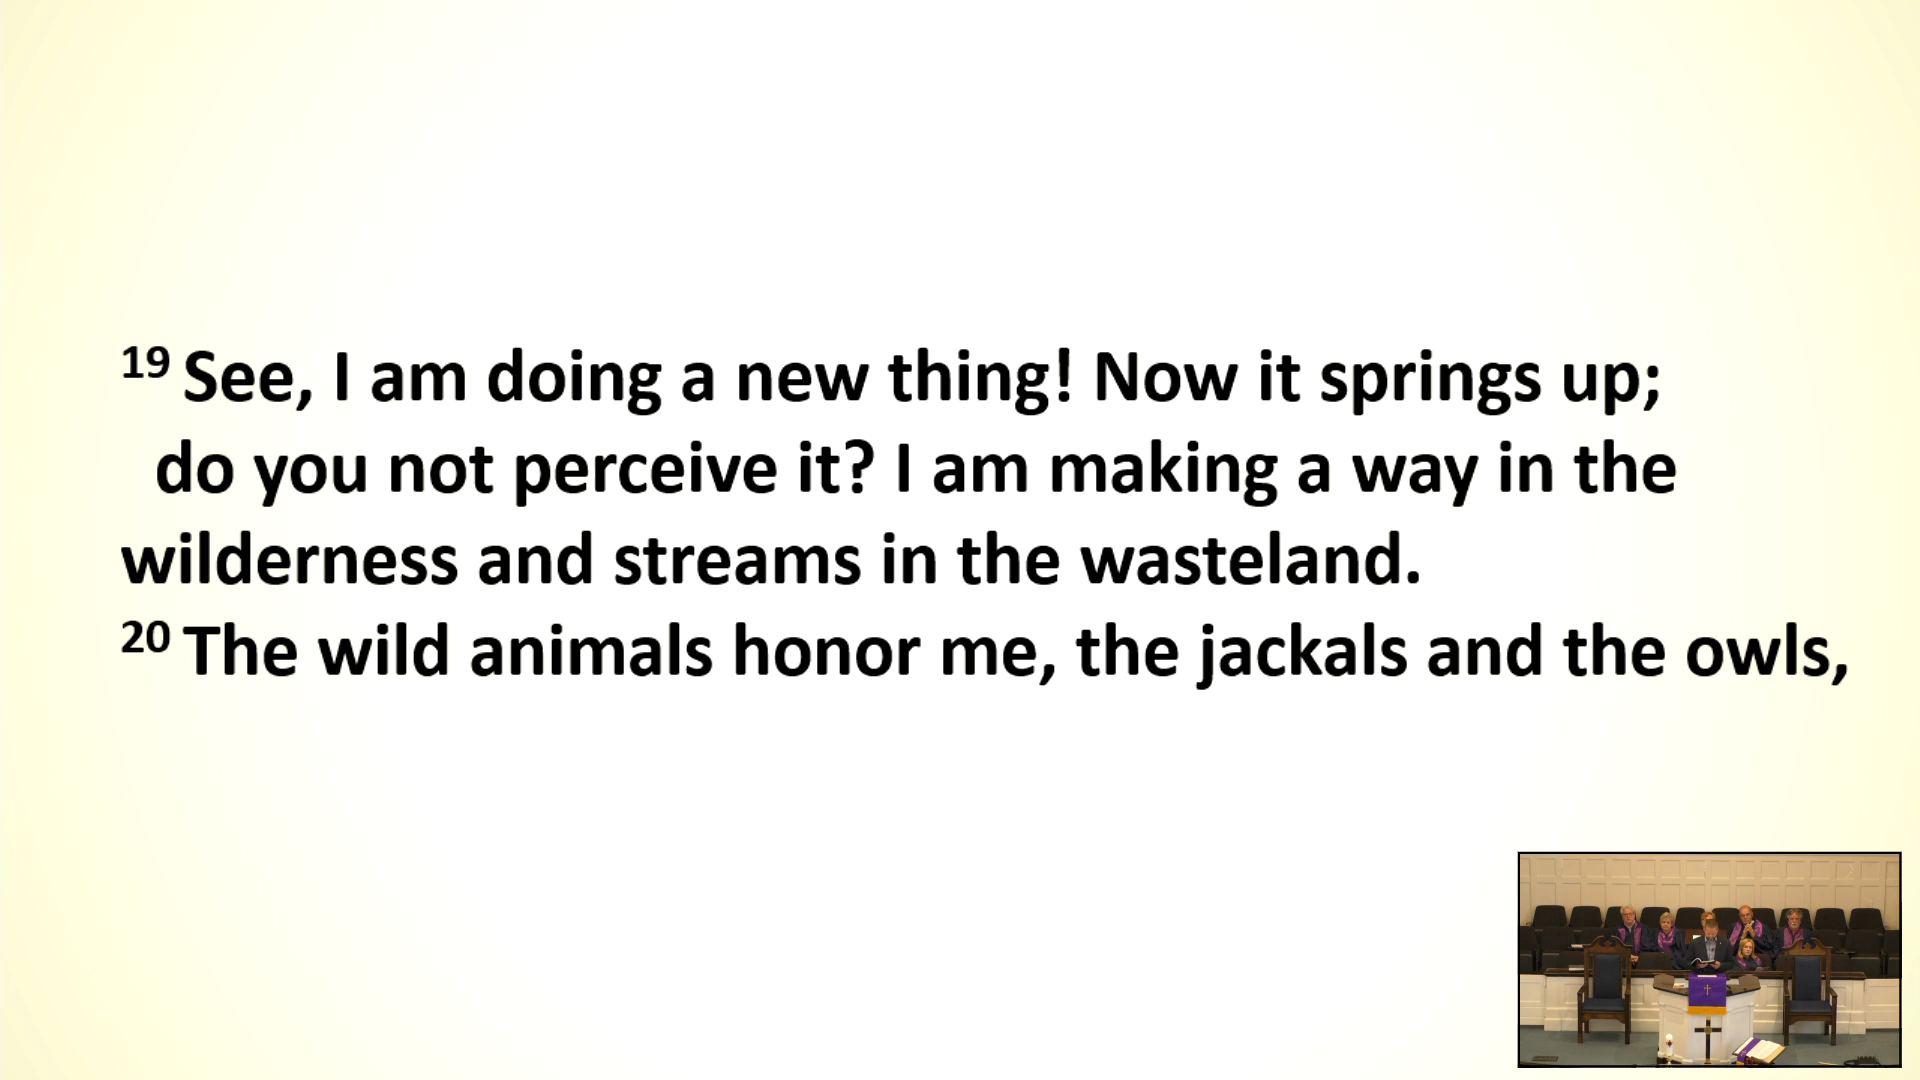 19 See, I am doing a new thing! Now it springs up;
do you not perceive it? I am making a way in the
wilderness and streams in the wasteland.
20 The wild animals honor me, the jackals and the owls,